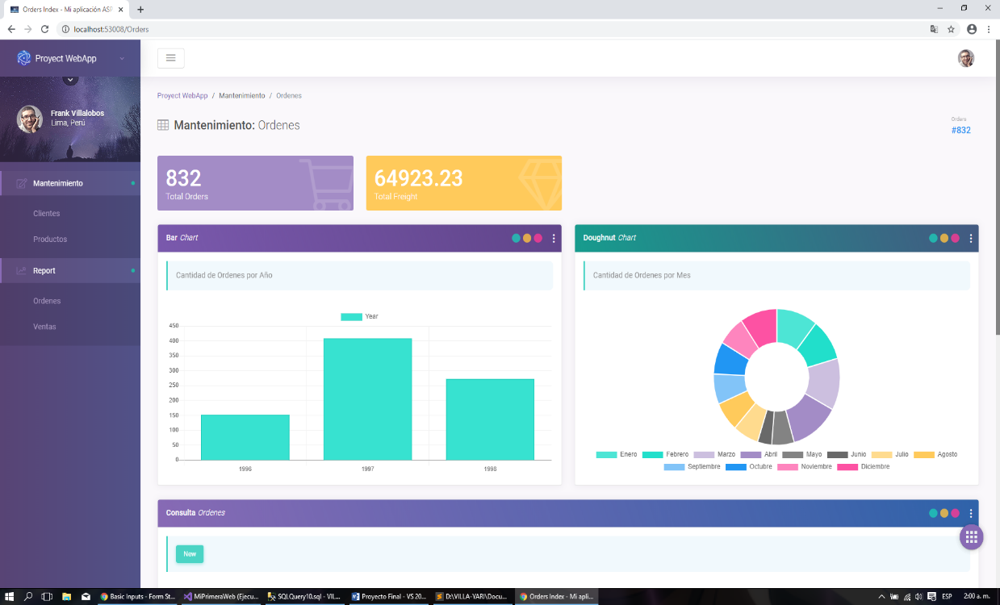 Orders Index - Mi aplicación ASP
localhost:53008/Orders
Proyect WebApp
Frank Villalobos
Lima, Perú
Mantenimiento
Clientes
Productos
Report
Ordenes
Ventas
Proyect WebApp / Mantenimiento / Ordenes
Mantenimiento: Ordenes
Orders
#832
832
Total Orders
64923.23
Total Freight
Bar Chart
Cantidad de Ordenes por Año
Year
450
400
350
300
250
200
150
100
50
0
1996 1997 1998
Doughnut Chart
Cantidad de Ordenes por Mes
Enero Febrero Marzo Abril Mayo Junio Julio Agosto
Septiembre Octubre Noviembre Diciembre
Consulta Ordenes
New
Basic Inputs - Form St... MiPrimeraWeb (Ejecu... SQLQuery10.sql - VIL... Proyecto Final - VS 20... D:\VILLA-YARI\Docu... Orders Index - Mi apli... ESP 2:00 a. m.